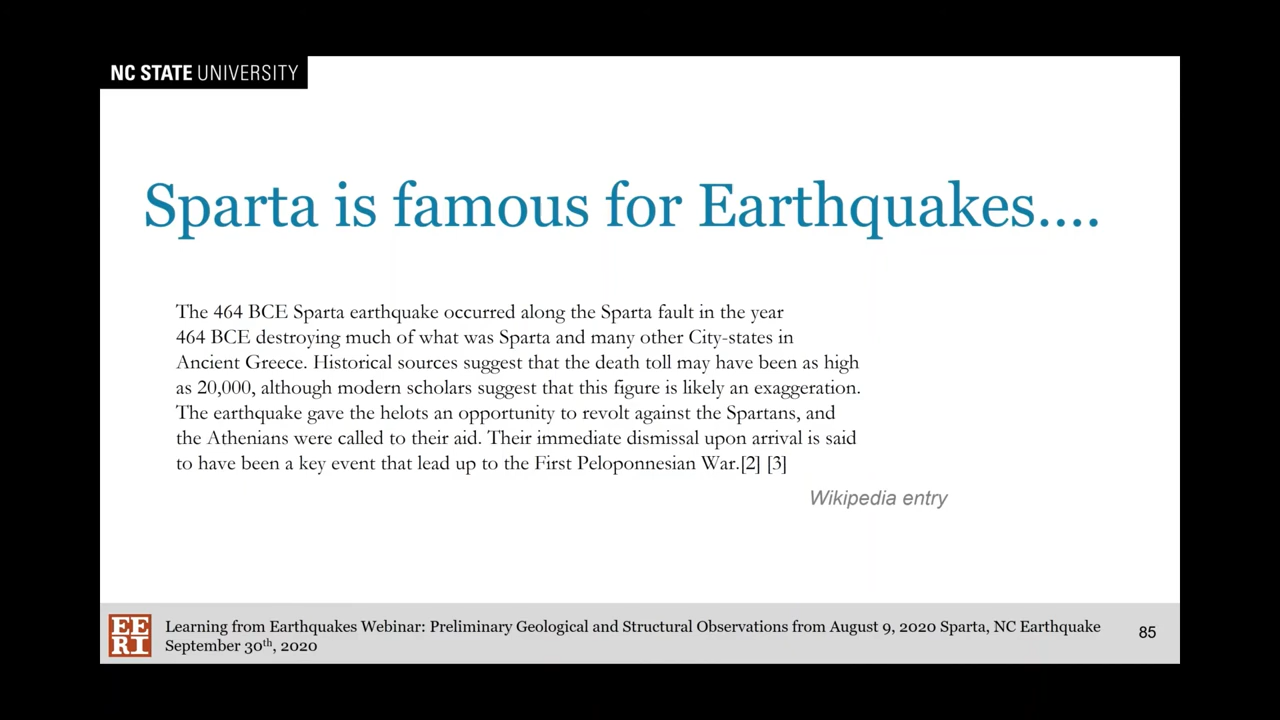 NC STATE UNIVERSITY
Sparta is famous for Earthquakes....
The 464 BCE Sparta earthquake occurred along the Sparta fault in the year
464 BCE destroying much of what was Sparta and many other City-states in
Ancient Greece. Historical sources suggest that the death toll may have been as high
as 20,000, although modern scholars suggest that this figure is likely an exaggeration.
The earthquake gave the helots an opportunity to revolt against the Spartans, and
the Athenians were called to their aid. Their immediate dismissal upon arrival is said
to have been a key event that lead up to the First Peloponnesian War.[2] [3]
Wikipedia entry
EE
RI
Learning from Earthquakes Webinar: Preliminary Geological and Structural Observations from August 9, 2020 Sparta, NC Earthquake
September 30th, 2020
85